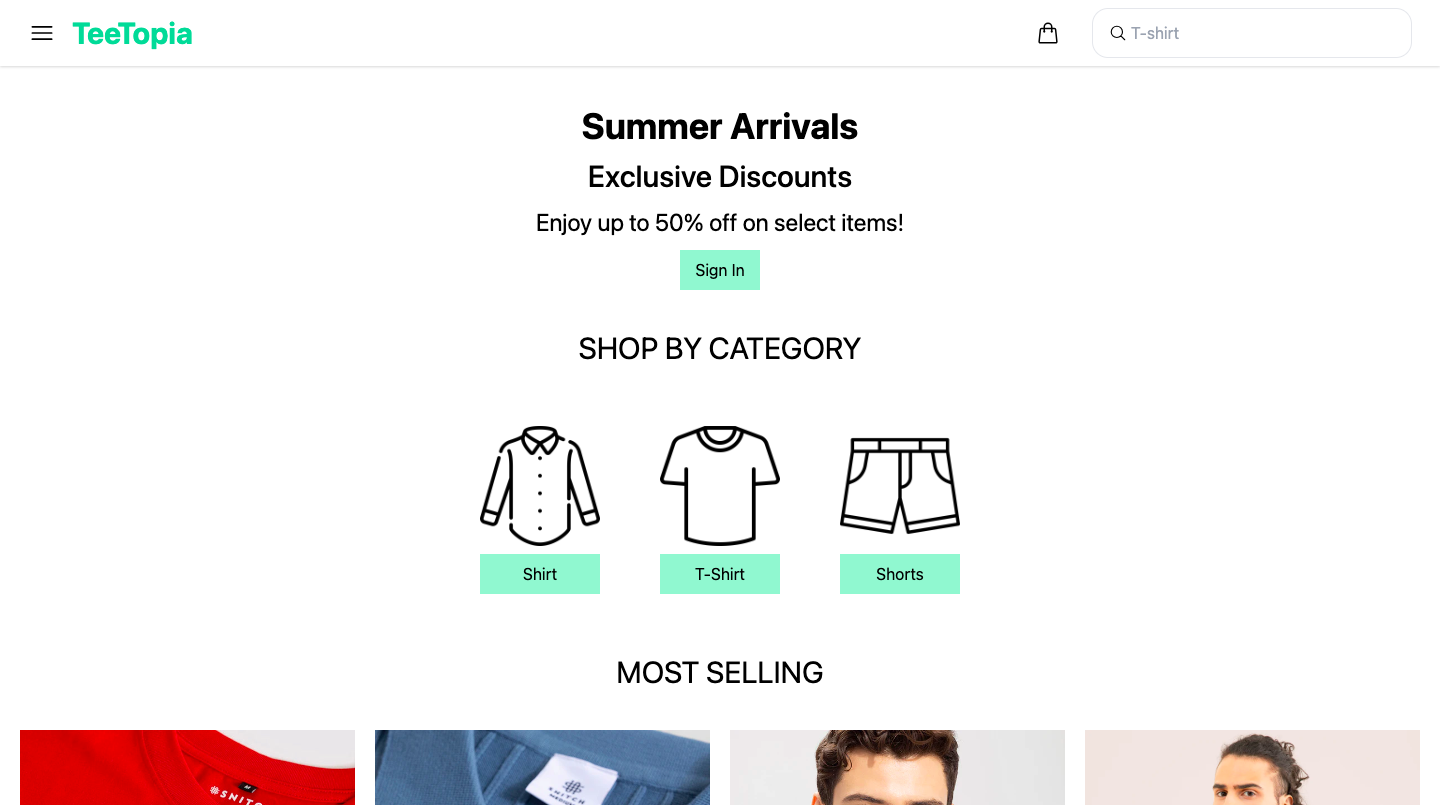 TeeTopia
T-shirt
Summer Arrivals
Exclusive Discounts
Enjoy up to 50% off on select items!
Sign In
SHOP BY CATEGORY
Shirt
T-Shirt
Shorts
MOST SELLING
SNITCH